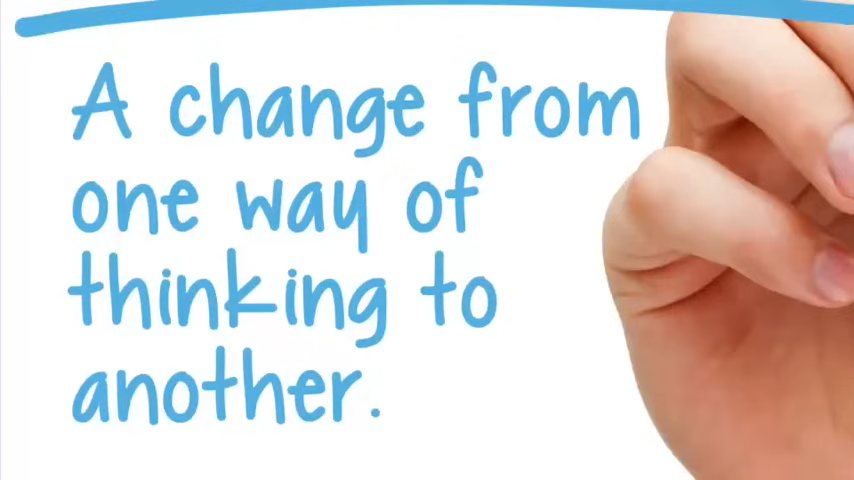 A change from
one way of
thinking to
another.